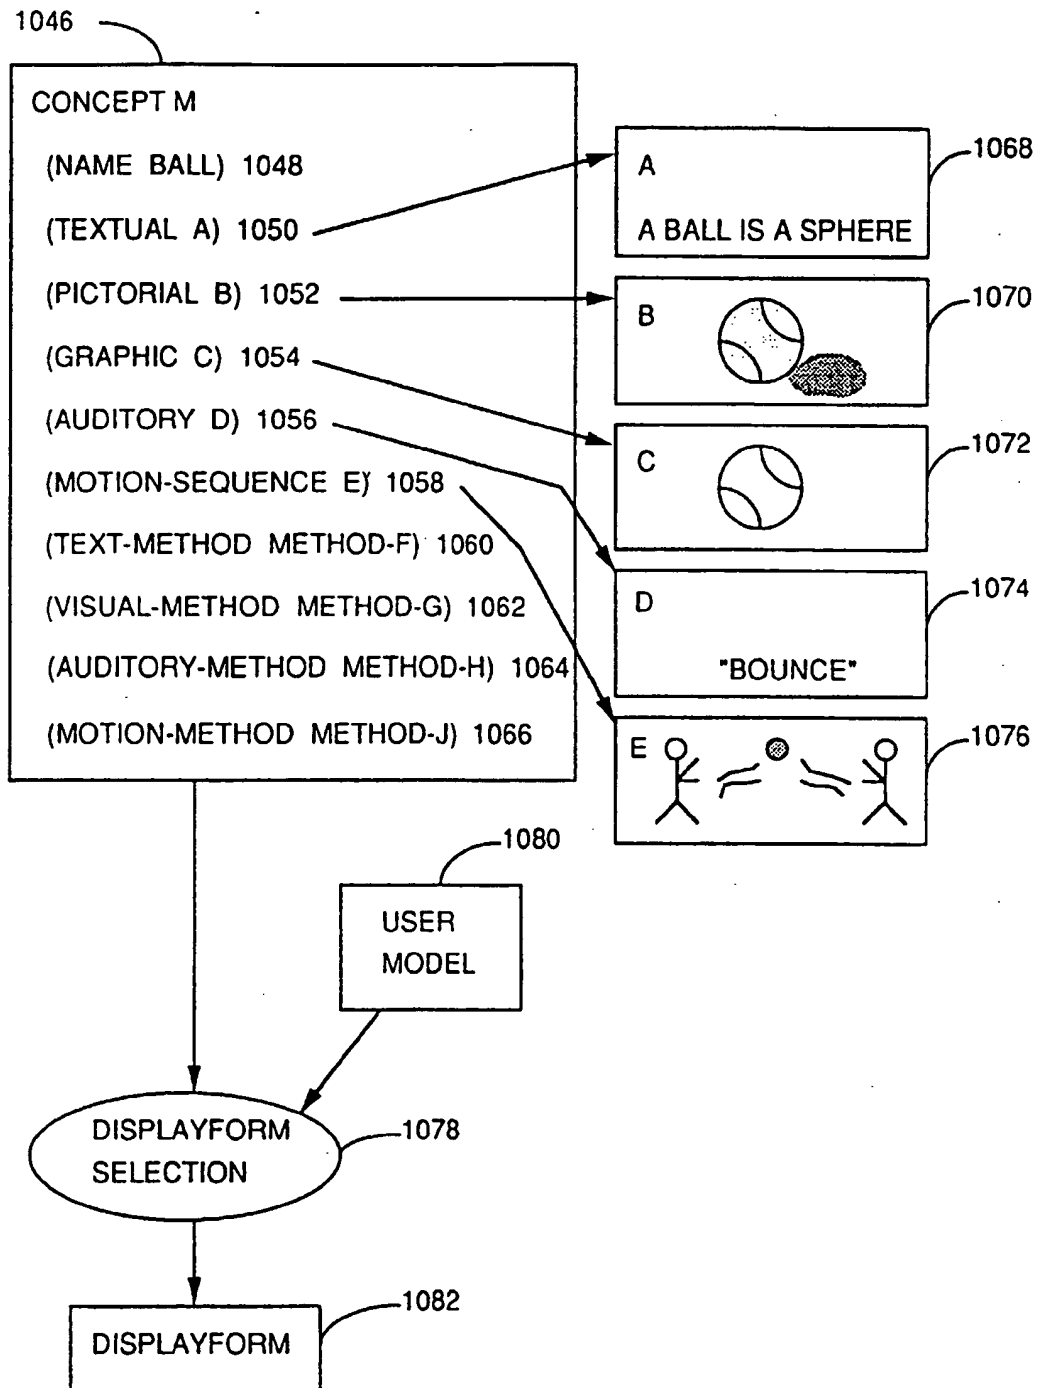 1046
CONCEPT M
(NAME BALL) 1048
(TEXTUAL A) 1050
(PICTORIAL B) 1052
(GRAPHIC C) 1054
(AUDITORY D) 1056
(MOTION-SEQUENCE E) 1058
(TEXT-METHOD METHOD-F) 1060
(VISUAL-METHOD METHOD-G) 1062
(AUDITORY-METHOD METHOD-H) 1064
(MOTION-METHOD METHOD-J) 1066
A
A BALL IS A SPHERE
1068
B
1070
C
1072
D
"BOUNCE"
1074
E
1076
1080
USER
MODEL
DISPLAYFORM
SELECTION
1078
1082
DISPLAYFORM